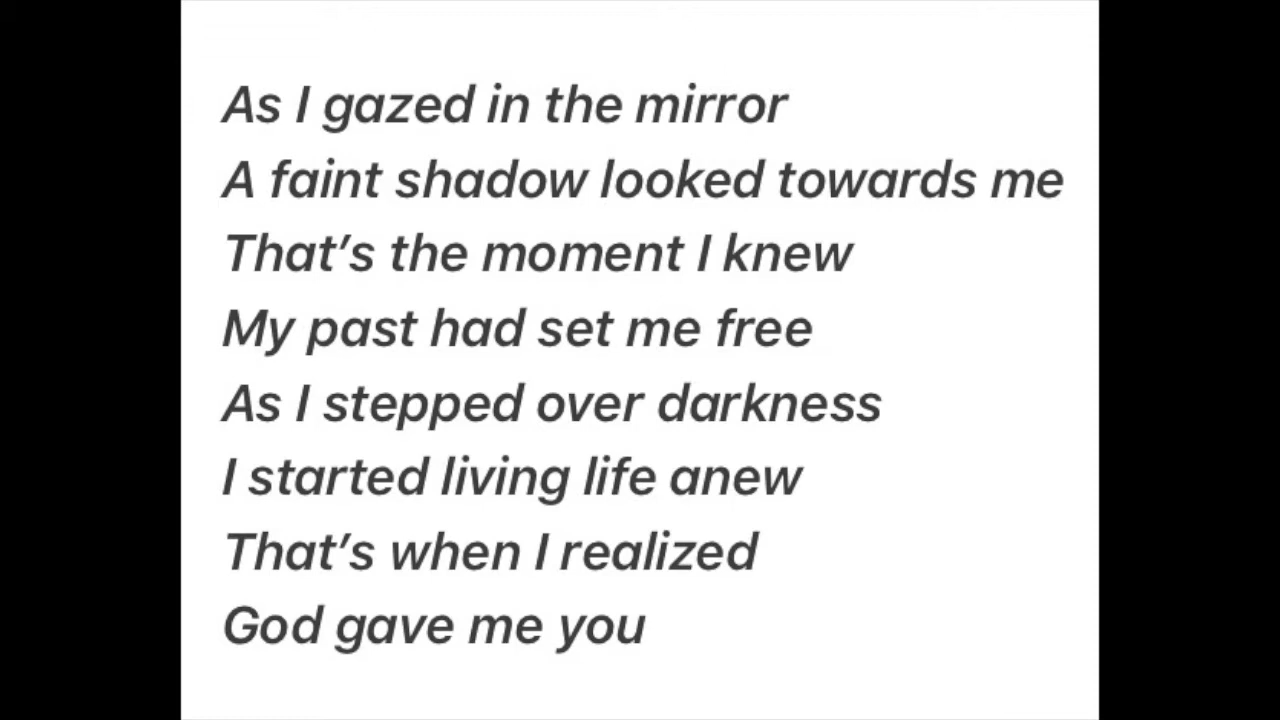 As I gazed in the mirror
A faint shadow looked towards me
That’s the moment I knew
My past had set me free
As I stepped over darkness
I started living life anew
That’s when I realized
God gave me you